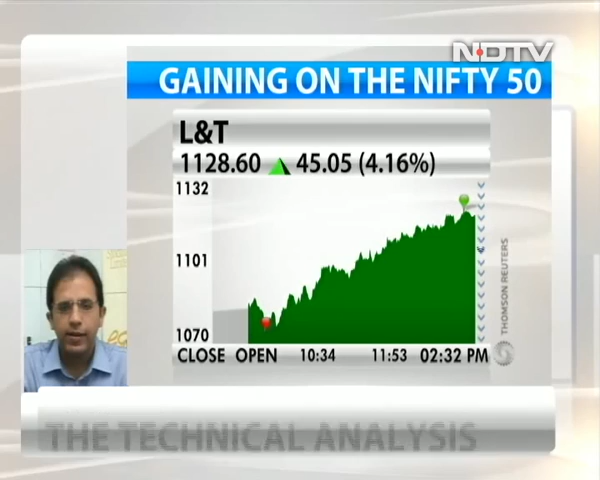 NDTV
GAINING ON THE NIFTY 50
L&T
1128.60 ▲ 45.05 (4.16%)
1132
1101
1070
CLOSE OPEN 10:34 11:53 02:32 PM
THOMSON REUTERS
THE TECHNICAL ANALYSIS